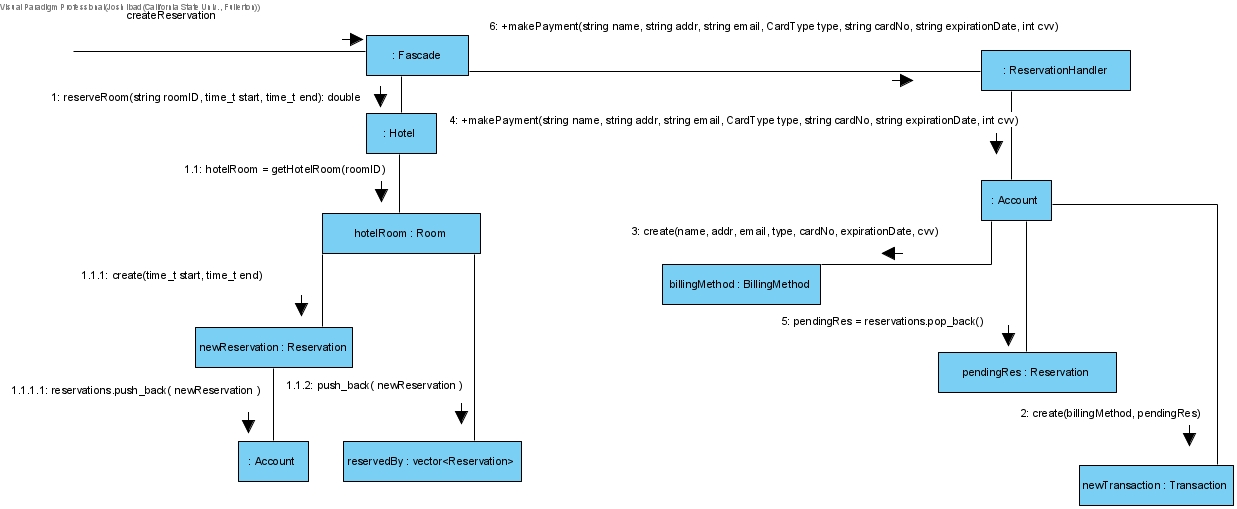 Visual Paradigm Professional(Josh Ibad(California State Univ., Fullerton))
createReservation
6: +makePayment(string name, string addr, string email, CardType type, string cardNo, string expirationDate, int cvv)
: Fascade
: ReservationHandler
1: reserveRoom(string roomID, time_t start, time_t end): double
4: +makePayment(string name, string addr, string email, CardType type, string cardNo, string expirationDate, int cvv)
: Hotel
1.1: hotelRoom = getHotelRoom(roomID)
: Account
hotelRoom : Room
3: create(name, addr, email, type, cardNo, expirationDate, cvv)
1.1.1: create(time_t start, time_t end)
billingMethod : BillingMethod
5: pendingRes = reservations.pop_back()
newReservation : Reservation
pendingRes : Reservation
1.1.1.1: reservations.push_back( newReservation )
1.1.2: push_back( newReservation )
2: create(billingMethod, pendingRes)
: Account
reservedBy : vector<Reservation>
newTransaction : Transaction